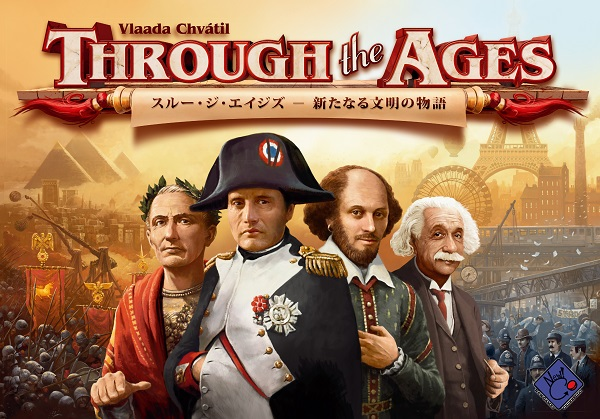 Vlaada Chvátil
THROUGH the AGES
スルー・ジ・エイジズ — 新たなる文明の物語